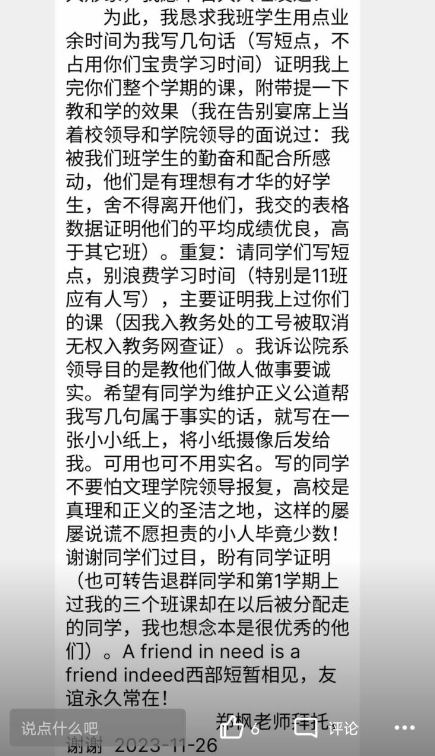 为此，我恳求我班学生用点业
余时间为我写几句话（写短点，不
占用你们宝贵学习时间）证明我上
完你们整个学期的课，附带提一下
教和学的效果（我在告别宴席上当
着校领导和学院领导的面说过：我
被我们班学生的勤奋和配合所感
动，他们是有理想有才华的好学
生，舍不得离开他们，我交的表格
数据证明他们的平均成绩优良，高
于其它班）。重复：请同学们写短
点，别浪费学习时间（特别是11班
应有人写），主要证明我上过你们
的课（因我入教务处的工号被取消
无权入教务网查证）。我诉讼院系
领导目的是教他们做人做事要诚
实。希望有同学为维护正义公道帮
我写几句属于事实的话，就写在一
张小小纸上，将小纸摄像后发给
我。可用也可不用实名。写的同学
不要怕文理学院领导报复，高校是
真理和正义的圣洁之地，这样的屡
屡说谎不愿担责的小人毕竟少数！
谢谢同学们过目，盼有同学证明
（也可转告退群同学和第1学期上
过我的三个班课却在以后被分配走
的同学，我也想念本是很优秀的他
们）。A friend in need is a
friend indeed西部短暂相见，友
谊永久常在！
郑枫老师拜托
说点什么吧 6 评论
谢谢 2023-11-26